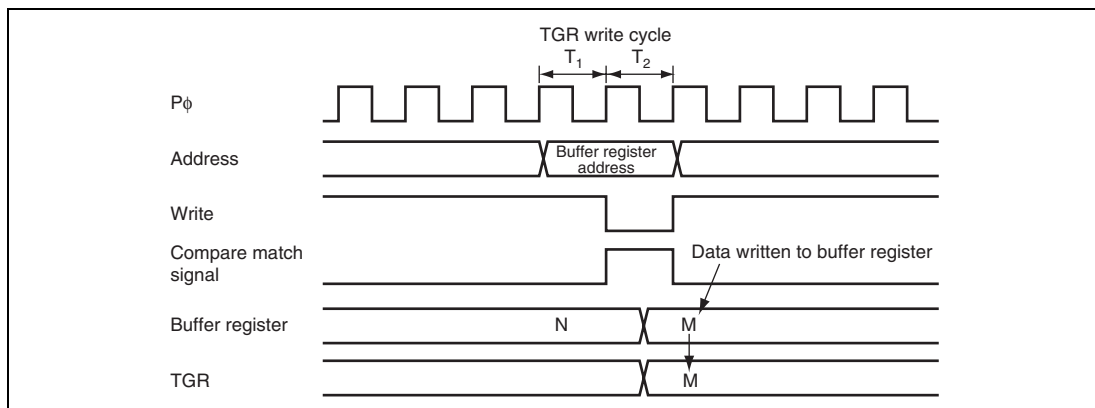 TGR write cycle
T1 T2
Pϕ
Address
Buffer register
address
Write
Compare match
signal
Data written to buffer register
Buffer register
N M
TGR
M